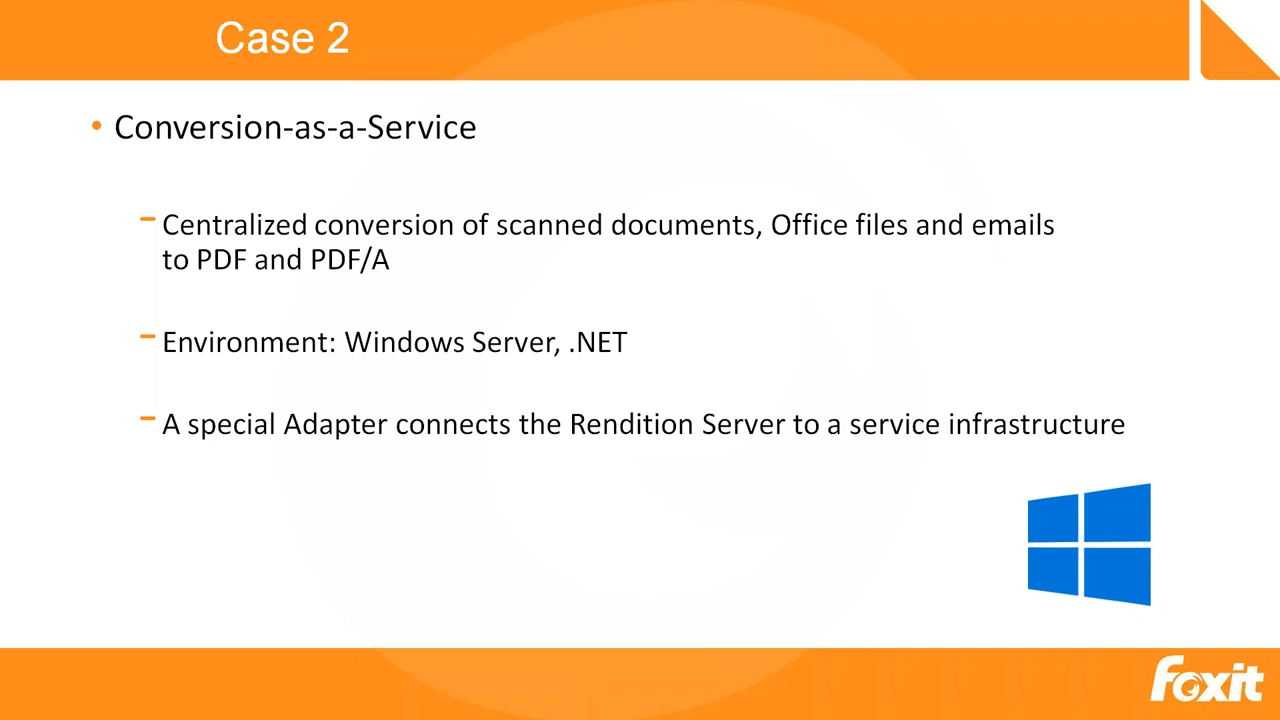 Case 2
• Conversion-as-a-Service
– Centralized conversion of scanned documents, Office files and emails
to PDF and PDF/A
– Environment: Windows Server, .NET
– A special Adapter connects the Rendition Server to a service infrastructure
foxit